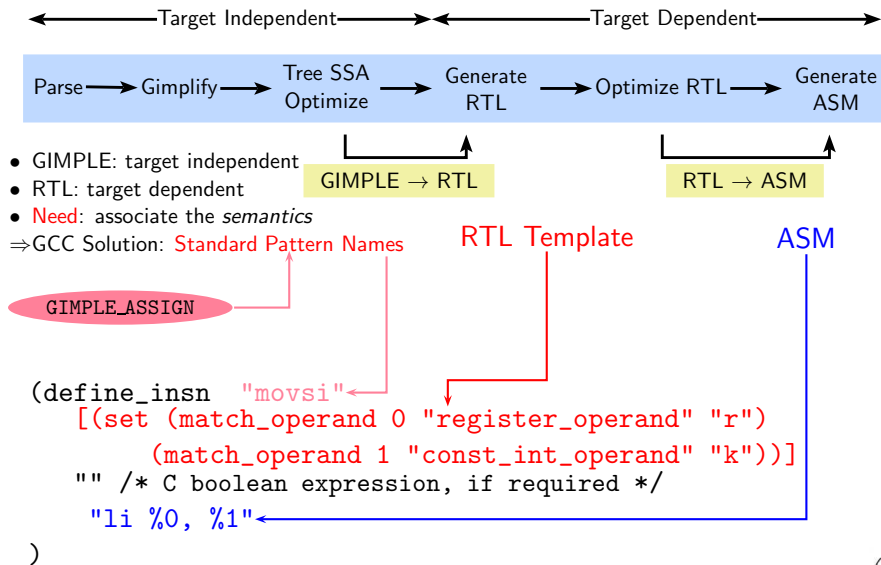 Target Independent Target Dependent
Parse Gimplify Tree SSA Optimize Generate RTL Optimize RTL Generate ASM
GIMPLE → RTL RTL → ASM
• GIMPLE: target independent
• RTL: target dependent
• Need: associate the semantics
⇒GCC Solution: Standard Pattern Names
RTL Template ASM
GIMPLE_ASSIGN
(define_insn "movsi"
[(set (match_operand 0 "register_operand" "r")
(match_operand 1 "const_int_operand" "k"))]
"" /* C boolean expression, if required */
"li %0, %1"
)